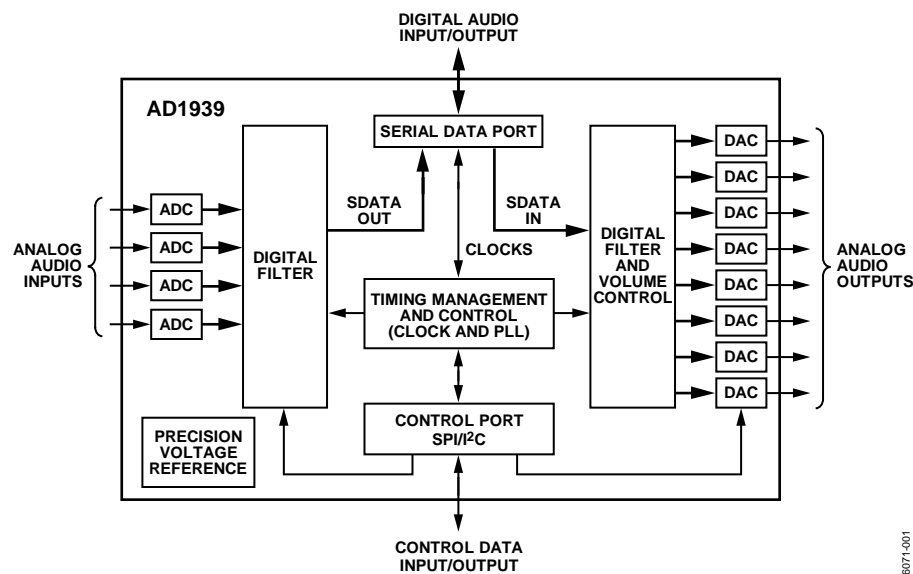 DIGITAL AUDIO
INPUT/OUTPUT
AD1939
SERIAL DATA PORT
SDATA
OUT
SDATA
IN
CLOCKS
ANALOG
AUDIO
INPUTS
ADC
ADC
ADC
ADC
DIGITAL
FILTER
TIMING MANAGEMENT
AND CONTROL
(CLOCK AND PLL)
DIGITAL
FILTER
AND
VOLUME
CONTROL
DAC
DAC
DAC
DAC
DAC
DAC
DAC
DAC
ANALOG
AUDIO
OUTPUTS
PRECISION
VOLTAGE
REFERENCE
CONTROL PORT
SPI/I²C
CONTROL DATA
INPUT/OUTPUT
6071-001